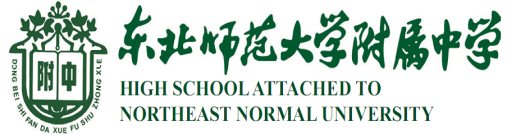 东北师范大学附属中学
HIGH SCHOOL ATTACHED TO
NORTHEAST NORMAL UNIVERSITY
附中
DONG BEI SHI FAN DA XUE FU SHU ZHONG XLE